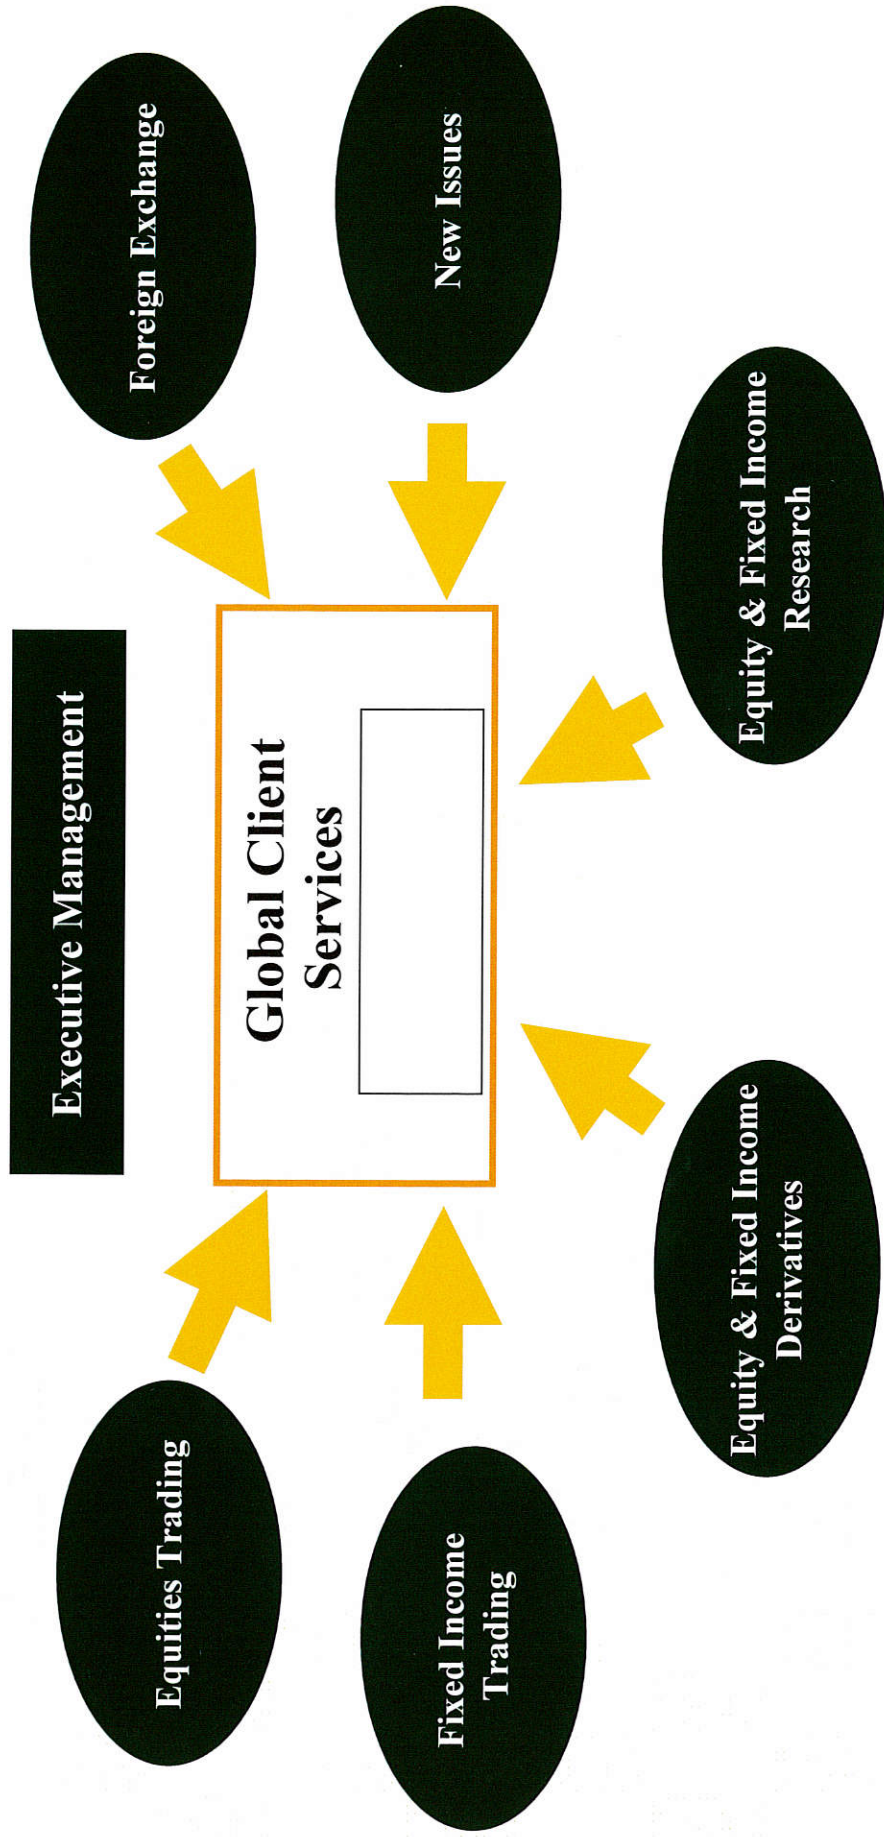 Executive Management
Equities Trading
Foreign Exchange
Global Client
Services
Fixed Income
Trading
New Issues
Equity & Fixed Income
Derivatives
Equity & Fixed Income
Research